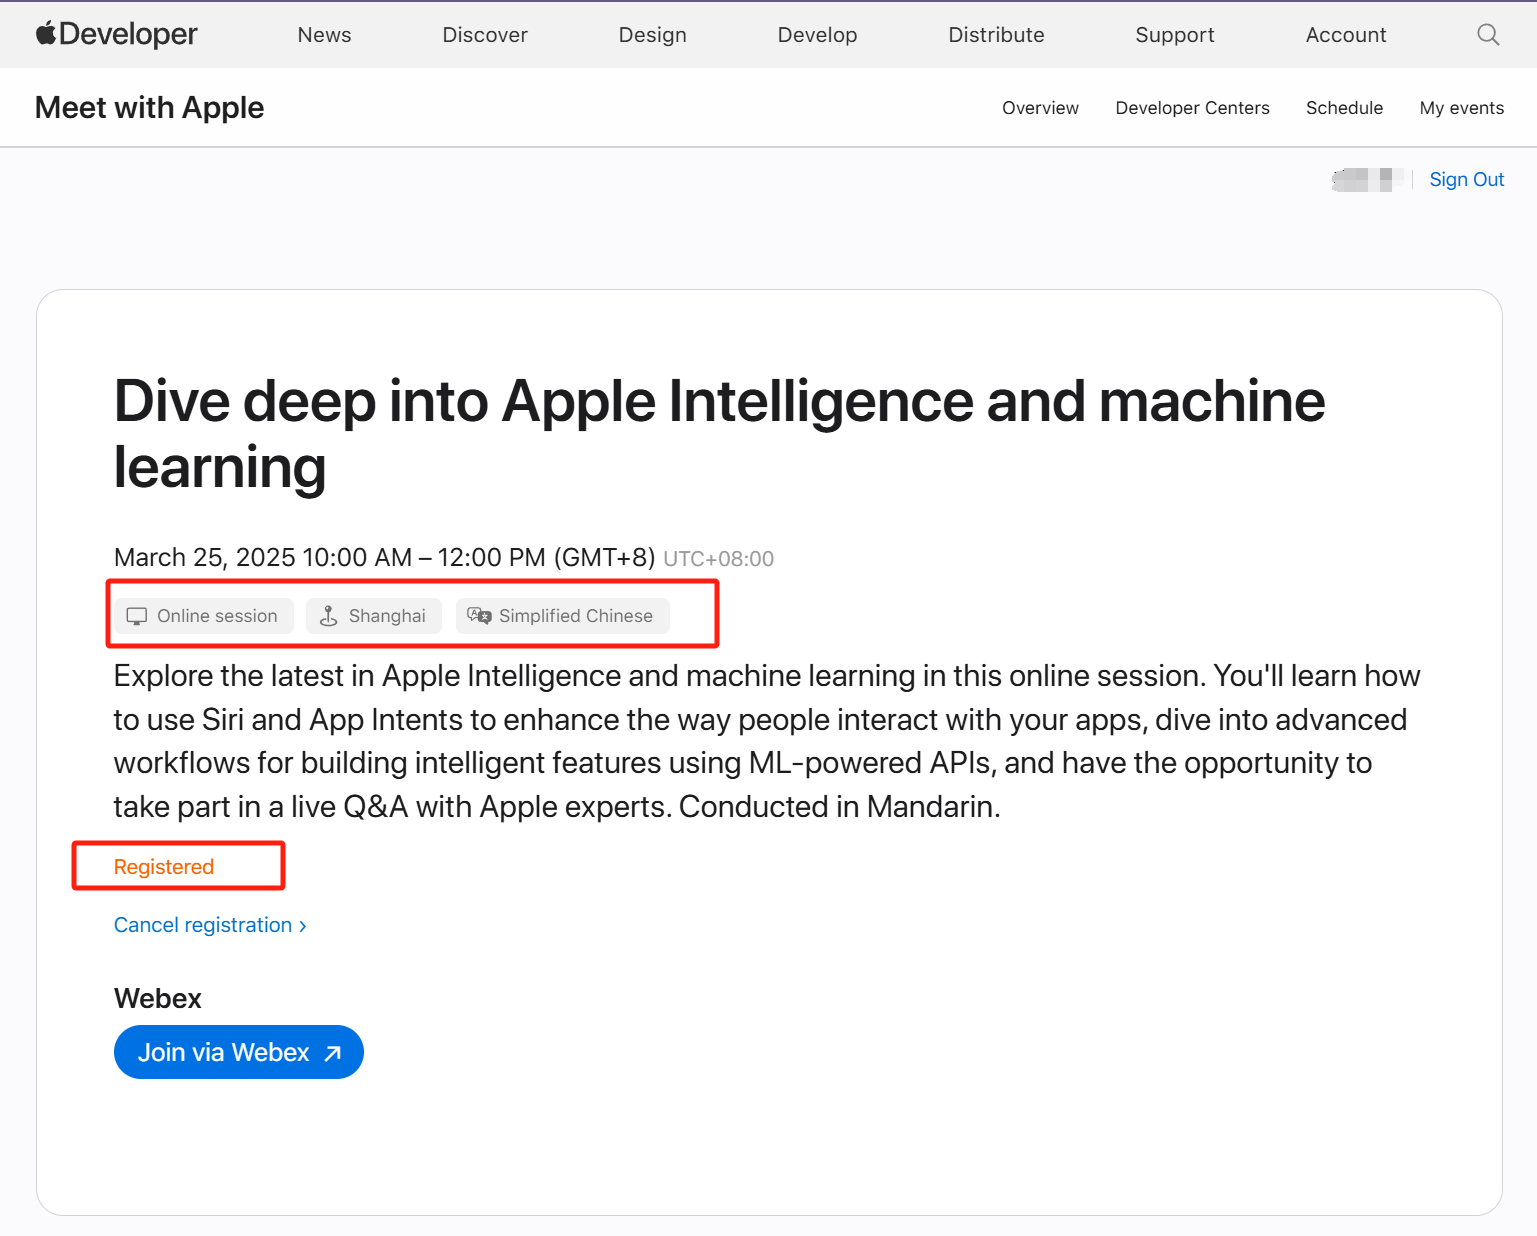 Developer News Discover Design Develop Distribute Support Account
Meet with Apple Overview Developer Centers Schedule My events
Sign Out
Dive deep into Apple Intelligence and machine
learning
March 25, 2025 10:00 AM – 12:00 PM (GMT+8) UTC+08:00
Online session Shanghai Simplified Chinese
Explore the latest in Apple Intelligence and machine learning in this online session. You'll learn how
to use Siri and App Intents to enhance the way people interact with your apps, dive into advanced
workflows for building intelligent features using ML-powered APIs, and have the opportunity to
take part in a live Q&A with Apple experts. Conducted in Mandarin.
Registered
Cancel registration ›
Webex
Join via Webex ↗